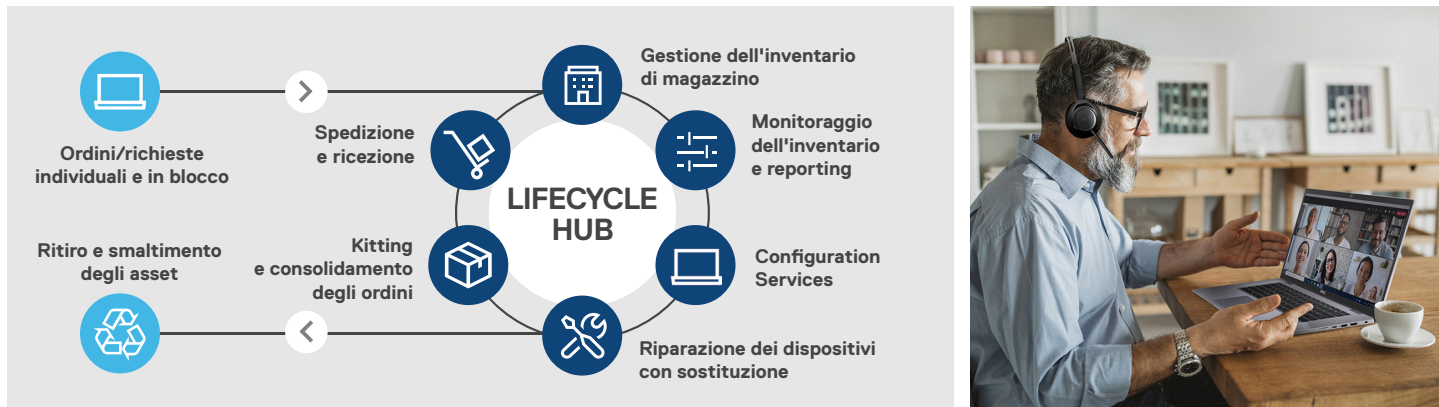 Ordini/richieste
individuali e in blocco
Ritiro e smaltimento
degli asset
Spedizione
e ricezione
Kitting
e consolidamento
degli ordini
LIFECYCLE
HUB
Gestione dell'inventario
di magazzino
Monitoraggio
dell'inventario
e reporting
Configuration
Services
Riparazione dei dispositivi
con sostituzione